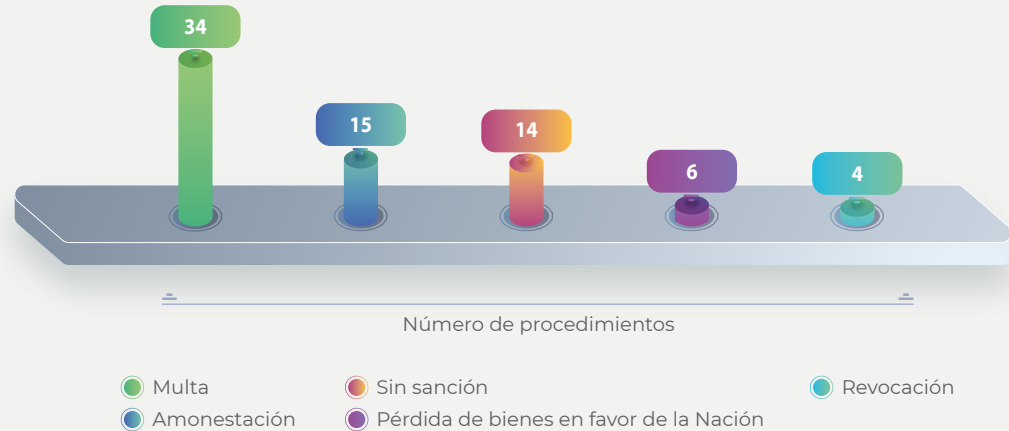 34
15
14
6
4
Número de procedimientos
Multa
Sin sanción
Revocación
Amonestación
Pérdida de bienes en favor de la Nación